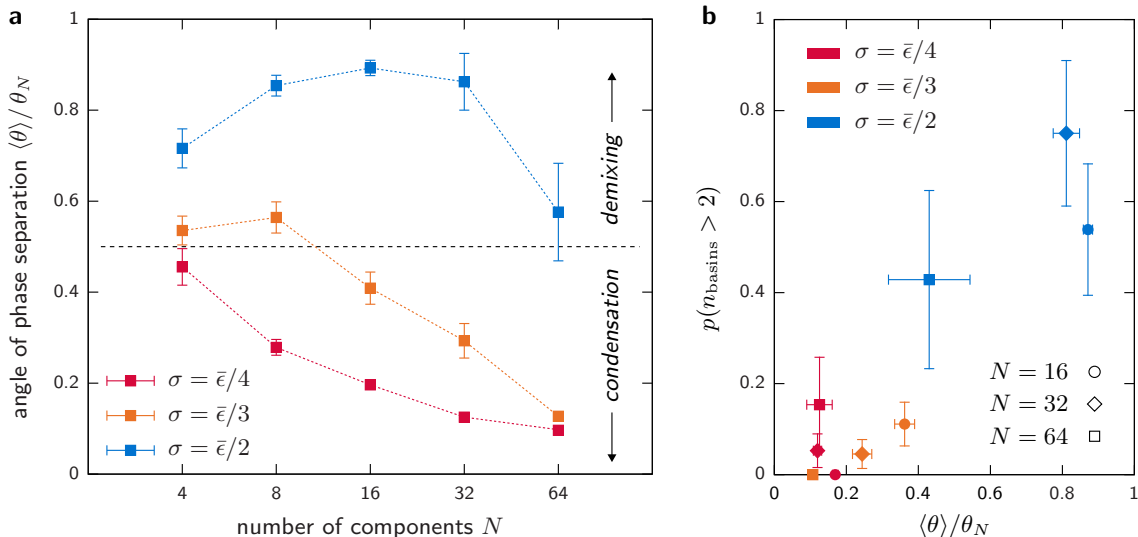 a
angle of phase separation ⟨θ⟩/θ_N
1
0.8
0.6
0.4
0.2
0
4
8
16
32
64
number of components N
demixing
condensation
σ = ε̄/4
σ = ε̄/3
σ = ε̄/2
b
p(n_basins > 2)
1
0.8
0.6
0.4
0.2
0
σ = ε̄/4
σ = ε̄/3
σ = ε̄/2
N = 16
N = 32
N = 64
0
0.2
0.4
0.6
0.8
1
⟨θ⟩/θ_N